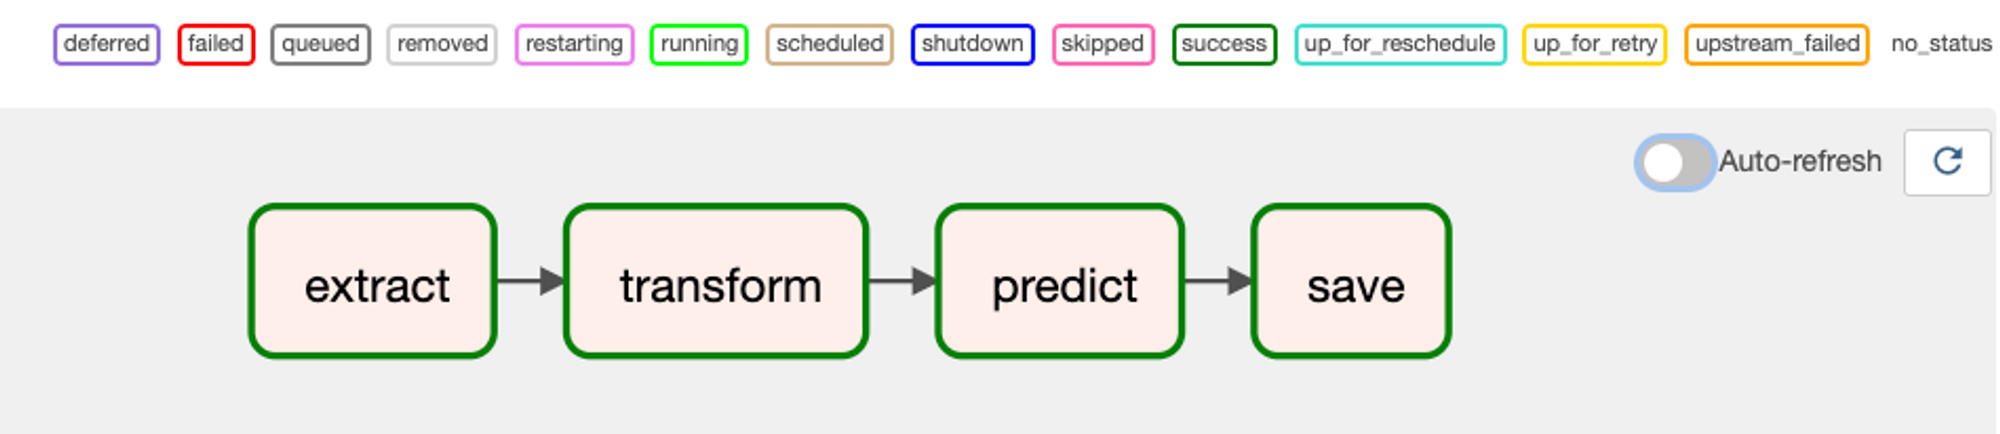 deferred failed queued removed restarting running scheduled shutdown skipped success up_for_reschedule up_for_retry upstream_failed no_status
Auto-refresh
extract transform predict save